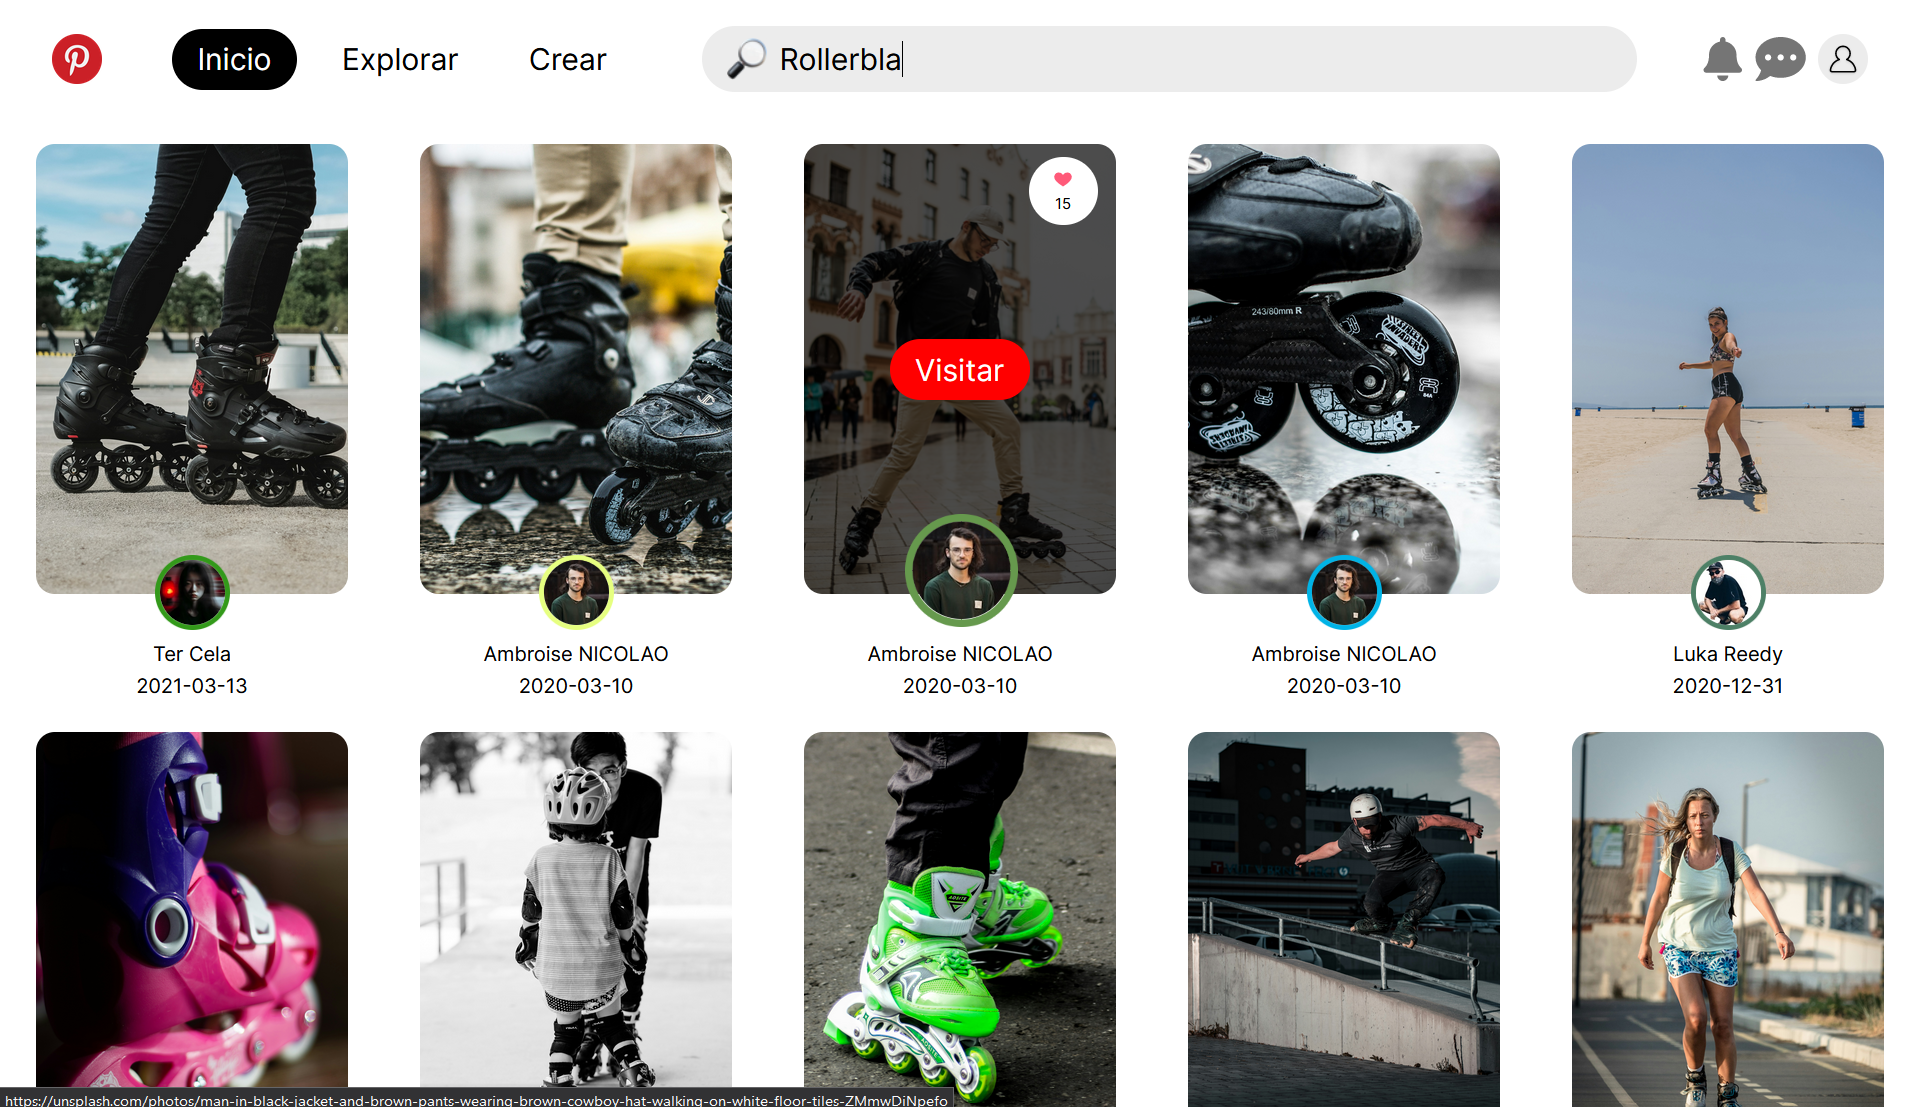 Inicio
Explorar
Crear
Rollerbla
15
Visitar
243/80mm R
Ter Cela
2021-03-13
Ambroise NICOLAO
2020-03-10
Ambroise NICOLAO
2020-03-10
Ambroise NICOLAO
2020-03-10
Luka Reedy
2020-12-31
https://unsplash.com/photos/man-in-black-jacket-and-brown-pants-wearing-brown-cowboy-hat-walking-on-white-floor-tiles-ZMmwDiNpefo